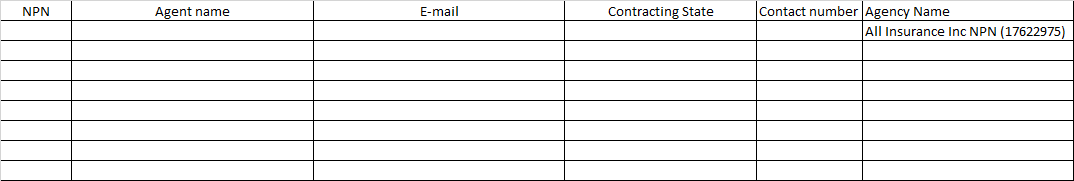 NPN Agent name E-mail Contracting State Contact number Agency Name
All Insurance Inc NPN (17622975)